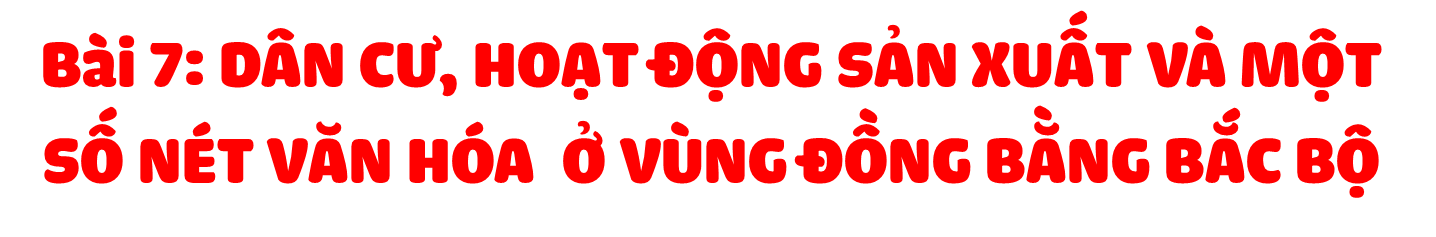 Bài 7: DÂN CƯ, HOẠT ĐỘNG SẢN XUẤT VÀ MỘT
SỐ NÉT VĂN HÓA Ở VÙNG ĐỒNG BẰNG BẮC BỘ